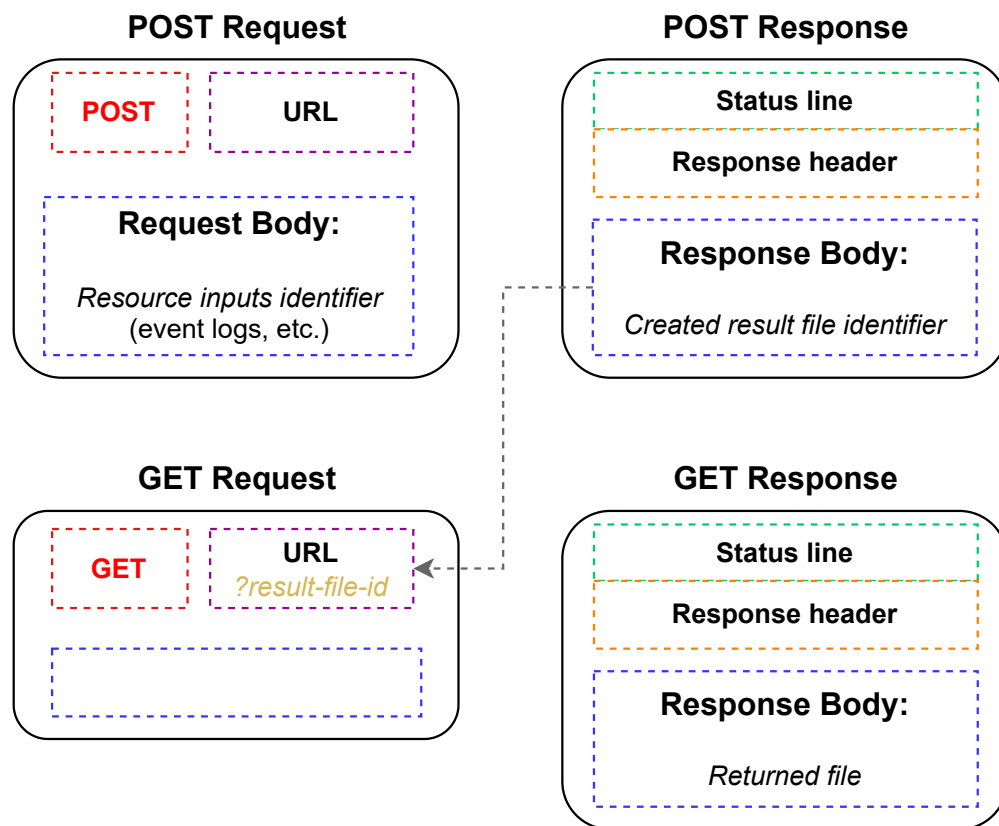 POST Request
POST
URL
Request Body:
Resource inputs identifier
(event logs, etc.)
POST Response
Status line
Response header
Response Body:
Created result file identifier
GET Request
GET
URL
?result-file-id
GET Response
Status line
Response header
Response Body:
Returned file